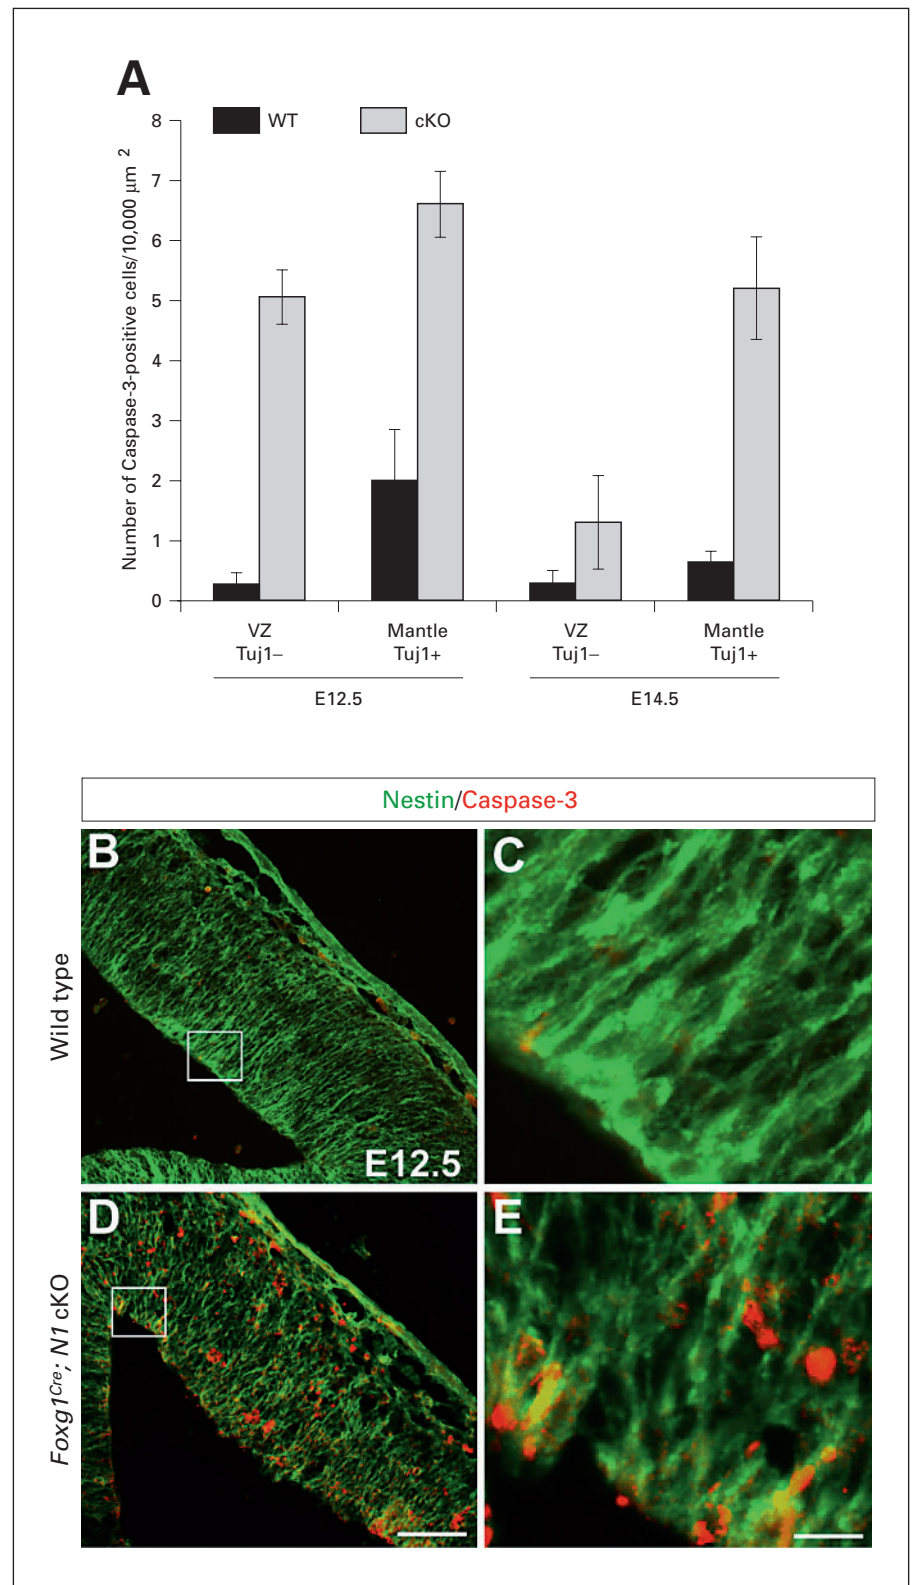 A
WT
cKO
Number of Caspase-3-positive cells/10,000 μm 2
8
7
6
5
4
3
2
1
0
VZ
Tuj1–
Mantle
Tuj1+
VZ
Tuj1–
Mantle
Tuj1+
E12.5
E14.5
Nestin/Caspase-3
Wild type
B
E12.5
C
Foxg1Cre; N1 cKO
D
E